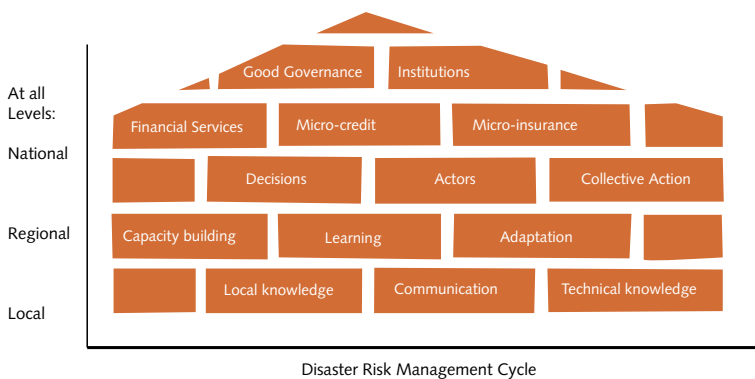 Good Governance
Institutions
At all
Levels:
Financial Services
Micro-credit
Micro-insurance
National
Decisions
Actors
Collective Action
Regional
Capacity building
Learning
Adaptation
Local knowledge
Communication
Technical knowledge
Local
Disaster Risk Management Cycle